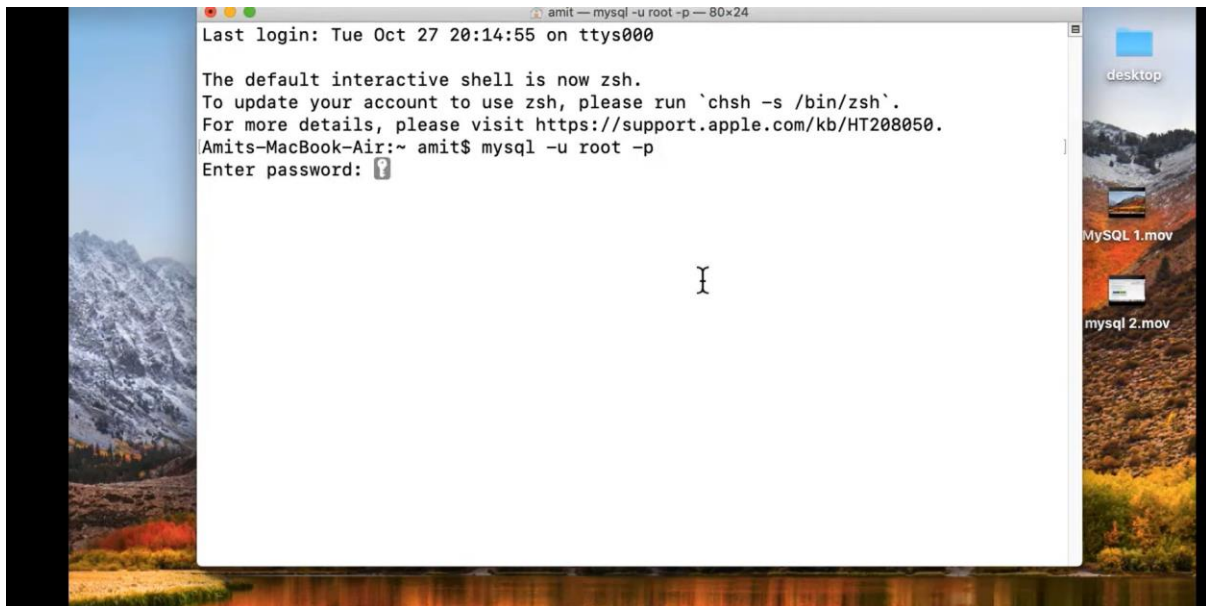 amit — mysql -u root -p — 80×24
Last login: Tue Oct 27 20:14:55 on ttys000
The default interactive shell is now zsh.
To update your account to use zsh, please run `chsh -s /bin/zsh`.
For more details, please visit https://support.apple.com/kb/HT208050.
[Amits-MacBook-Air:~ amit$ mysql -u root -p ]
Enter password:
desktop
MySQL 1.mov
mysql 2.mov